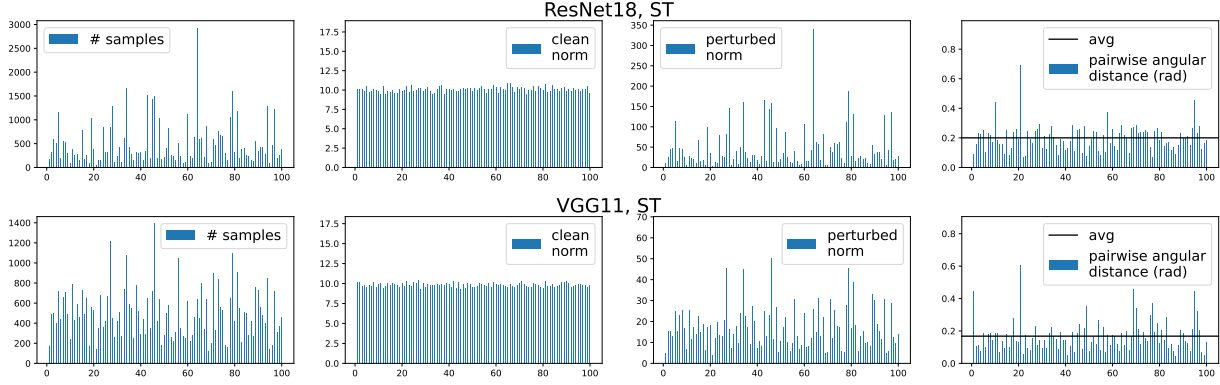 ResNet18, ST
3000
2500
2000
1500
1000
500
0
0 20 40 60 80 100
# samples
17.5
15.0
12.5
10.0
7.5
5.0
2.5
0.0
0 20 40 60 80 100
clean
norm
350
300
250
200
150
100
50
0
0 20 40 60 80 100
perturbed
norm
0.8
0.6
0.4
0.2
0.0
0 20 40 60 80 100
avg
pairwise angular
distance (rad)
VGG11, ST
1400
1200
1000
800
600
400
200
0
0 20 40 60 80 100
# samples
17.5
15.0
12.5
10.0
7.5
5.0
2.5
0.0
0 20 40 60 80 100
clean
norm
70
60
50
40
30
20
10
0
0 20 40 60 80 100
perturbed
norm
0.8
0.6
0.4
0.2
0.0
0 20 40 60 80 100
avg
pairwise angular
distance (rad)